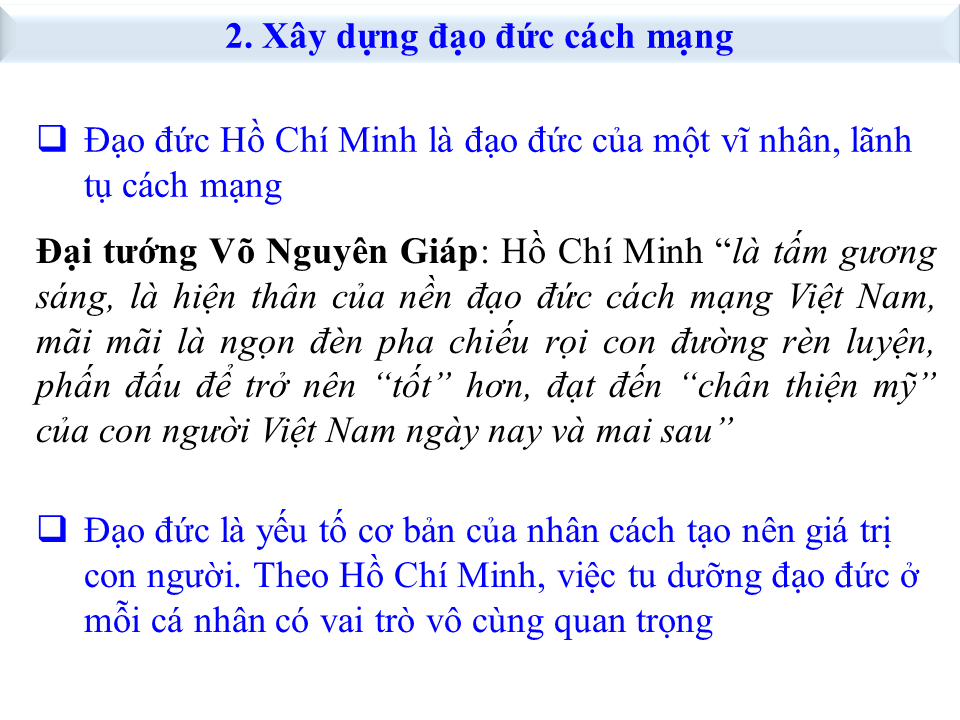 2. Xây dựng đạo đức cách mạng
Đạo đức Hồ Chí Minh là đạo đức của một vĩ nhân, lãnh
tụ cách mạng
Đại tướng Võ Nguyên Giáp: Hồ Chí Minh “là tấm gương
sáng, là hiện thân của nền đạo đức cách mạng Việt Nam,
mãi mãi là ngọn đèn pha chiếu rọi con đường rèn luyện,
phấn đấu để trở nên “tốt” hơn, đạt đến “chân thiện mỹ”
của con người Việt Nam ngày nay và mai sau”
Đạo đức là yếu tố cơ bản của nhân cách tạo nên giá trị
con người. Theo Hồ Chí Minh, việc tu dưỡng đạo đức ở
mỗi cá nhân có vai trò vô cùng quan trọng